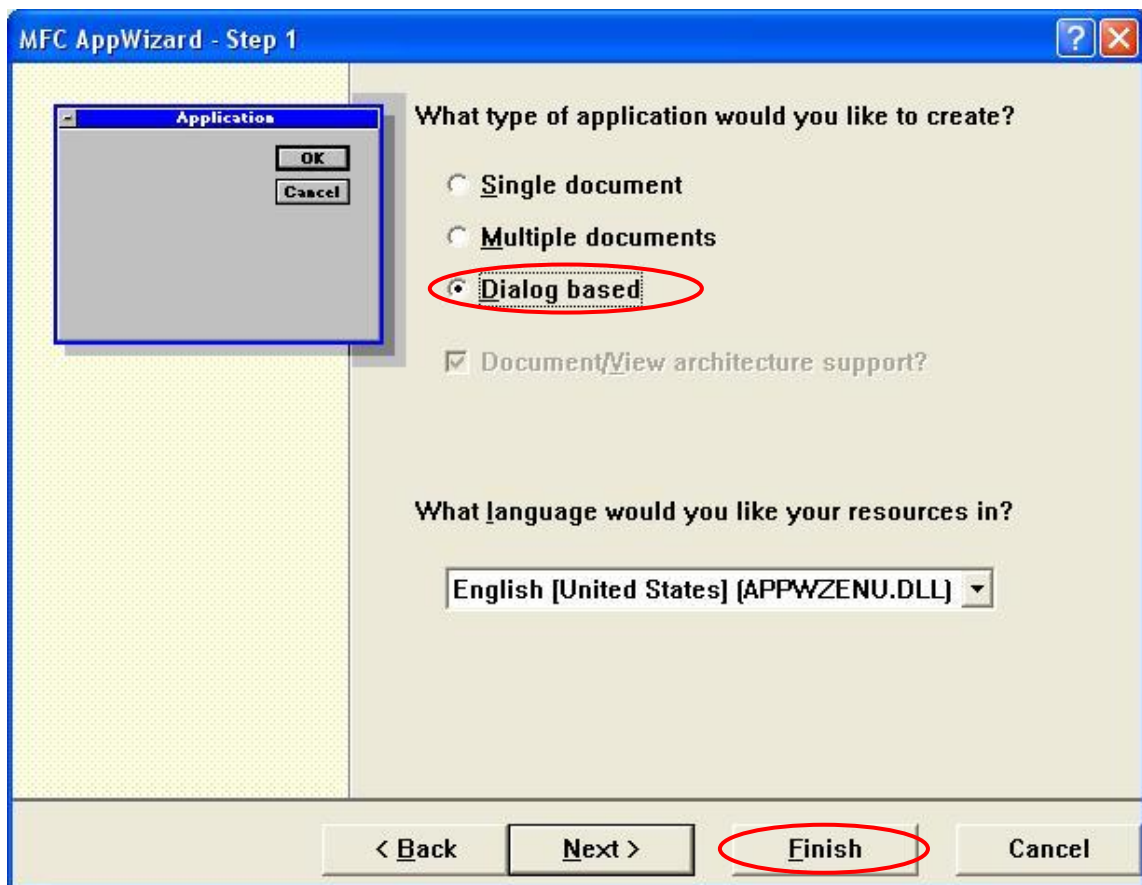 MFC AppWizard - Step 1
Application
OK
Cancel
What type of application would you like to create?
Single document
Multiple documents
Dialog based
Document/View architecture support?
What language would you like your resources in?
English [United States] (APPWZENU.DLL)
< Back Next > Finish Cancel